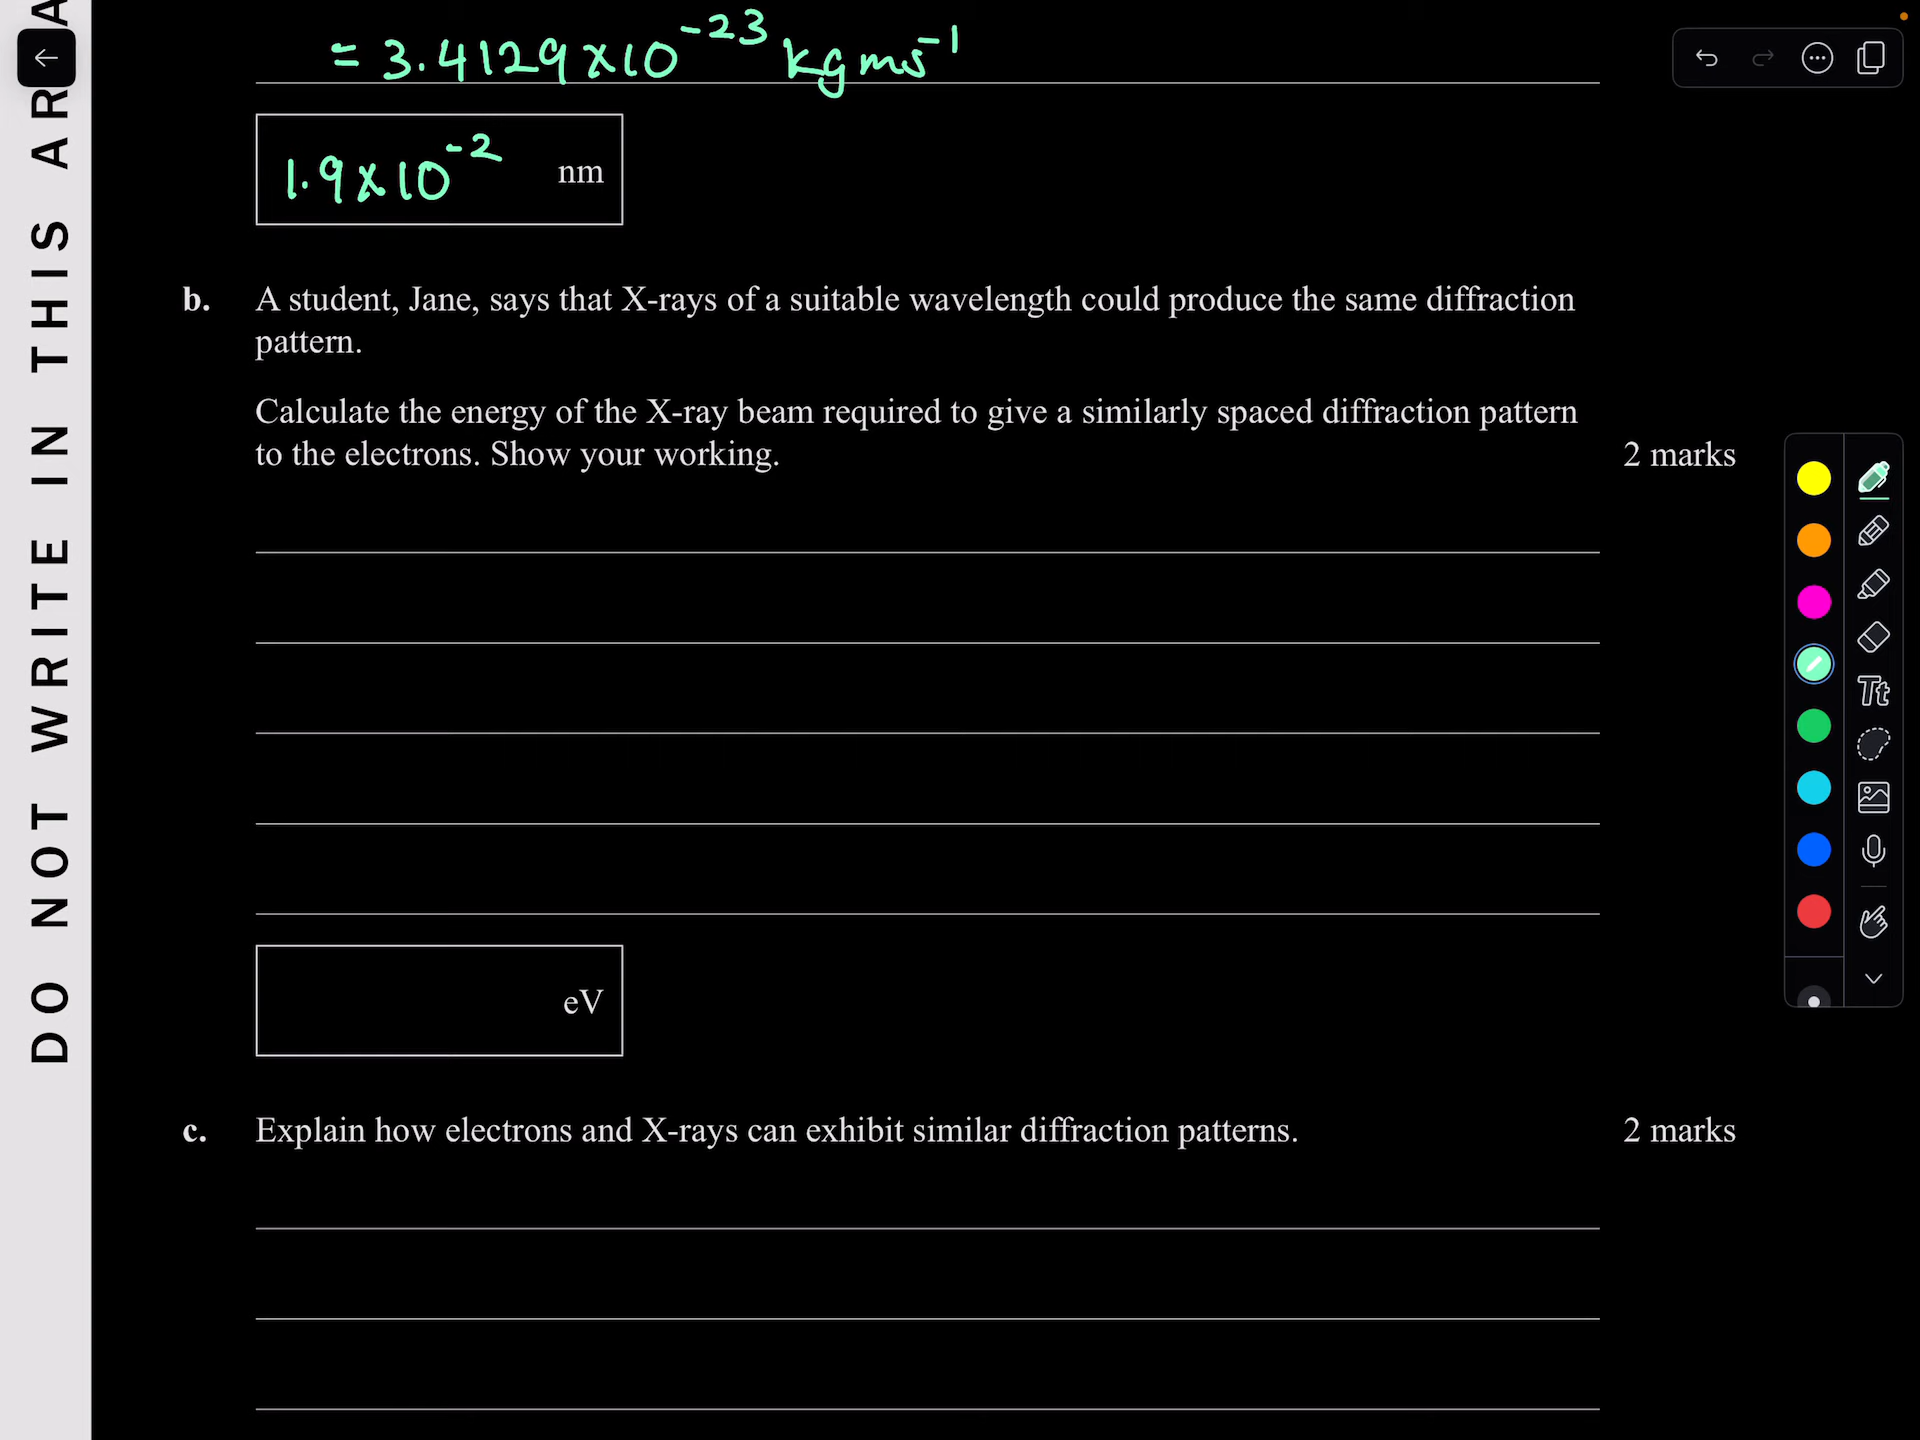 = 3.4129 × 10⁻²³ kg ms⁻¹
1.9 × 10⁻² nm
b. A student, Jane, says that X-rays of a suitable wavelength could produce the same diffraction
pattern.
Calculate the energy of the X-ray beam required to give a similarly spaced diffraction pattern
to the electrons. Show your working. 2 marks
eV
c. Explain how electrons and X-rays can exhibit similar diffraction patterns. 2 marks
DO NOT WRITE IN THIS AR
Tt